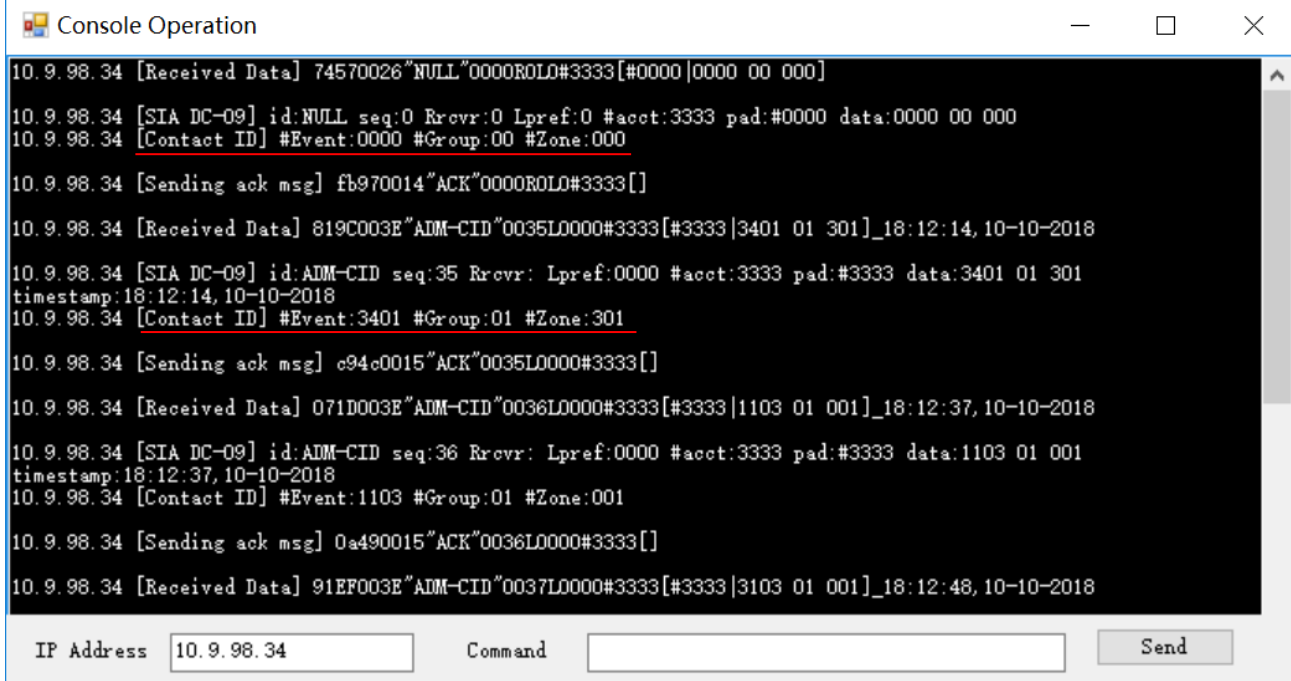 Console Operation
10.9.98.34 [Received Data] 74570026"NULL"0000R0L0#3333[#0000|0000 00 000]
10.9.98.34 [SIA DC-09] id:NULL seq:0 Rrcvr:0 Lpref:0 #acct:3333 pad:#0000 data:0000 00 000
10.9.98.34 [Contact ID] #Event:0000 #Group:00 #Zone:000
10.9.98.34 [Sending ack msg] fb970014"ACK"0000R0L0#3333[]
10.9.98.34 [Received Data] 819C003E"ADM-CID"0035L0000#3333[#3333|3401 01 301]_18:12:14,10-10-2018
10.9.98.34 [SIA DC-09] id:ADM-CID seq:35 Rrcvr: Lpref:0000 #acct:3333 pad:#3333 data:3401 01 301
timestamp:18:12:14,10-10-2018
10.9.98.34 [Contact ID] #Event:3401 #Group:01 #Zone:301
10.9.98.34 [Sending ack msg] c94c0015"ACK"0035L0000#3333[]
10.9.98.34 [Received Data] 071D003E"ADM-CID"0036L0000#3333[#3333|1103 01 001]_18:12:37,10-10-2018
10.9.98.34 [SIA DC-09] id:ADM-CID seq:36 Rrcvr: Lpref:0000 #acct:3333 pad:#3333 data:1103 01 001
timestamp:18:12:37,10-10-2018
10.9.98.34 [Contact ID] #Event:1103 #Group:01 #Zone:001
10.9.98.34 [Sending ack msg] 0a490015"ACK"0036L0000#3333[]
10.9.98.34 [Received Data] 91EF003E"ADM-CID"0037L0000#3333[#3333|3103 01 001]_18:12:48,10-10-2018
IP Address 10.9.98.34 Command Send